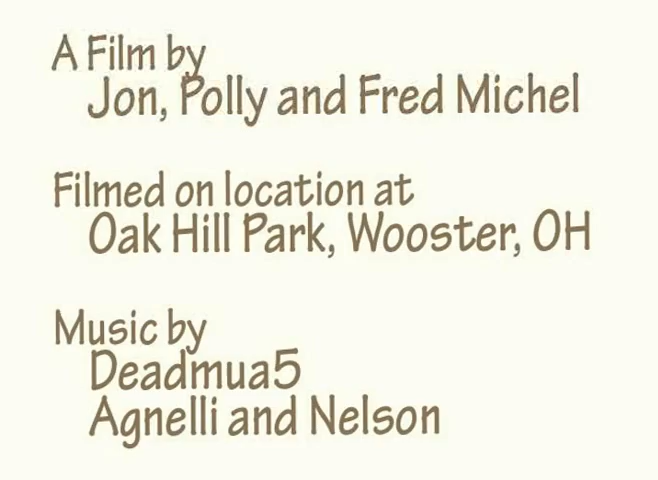 A Film by
Jon, Polly and Fred Michel
Filmed on location at
Oak Hill Park, Wooster, OH
Music by
Deadmua5
Agnelli and Nelson